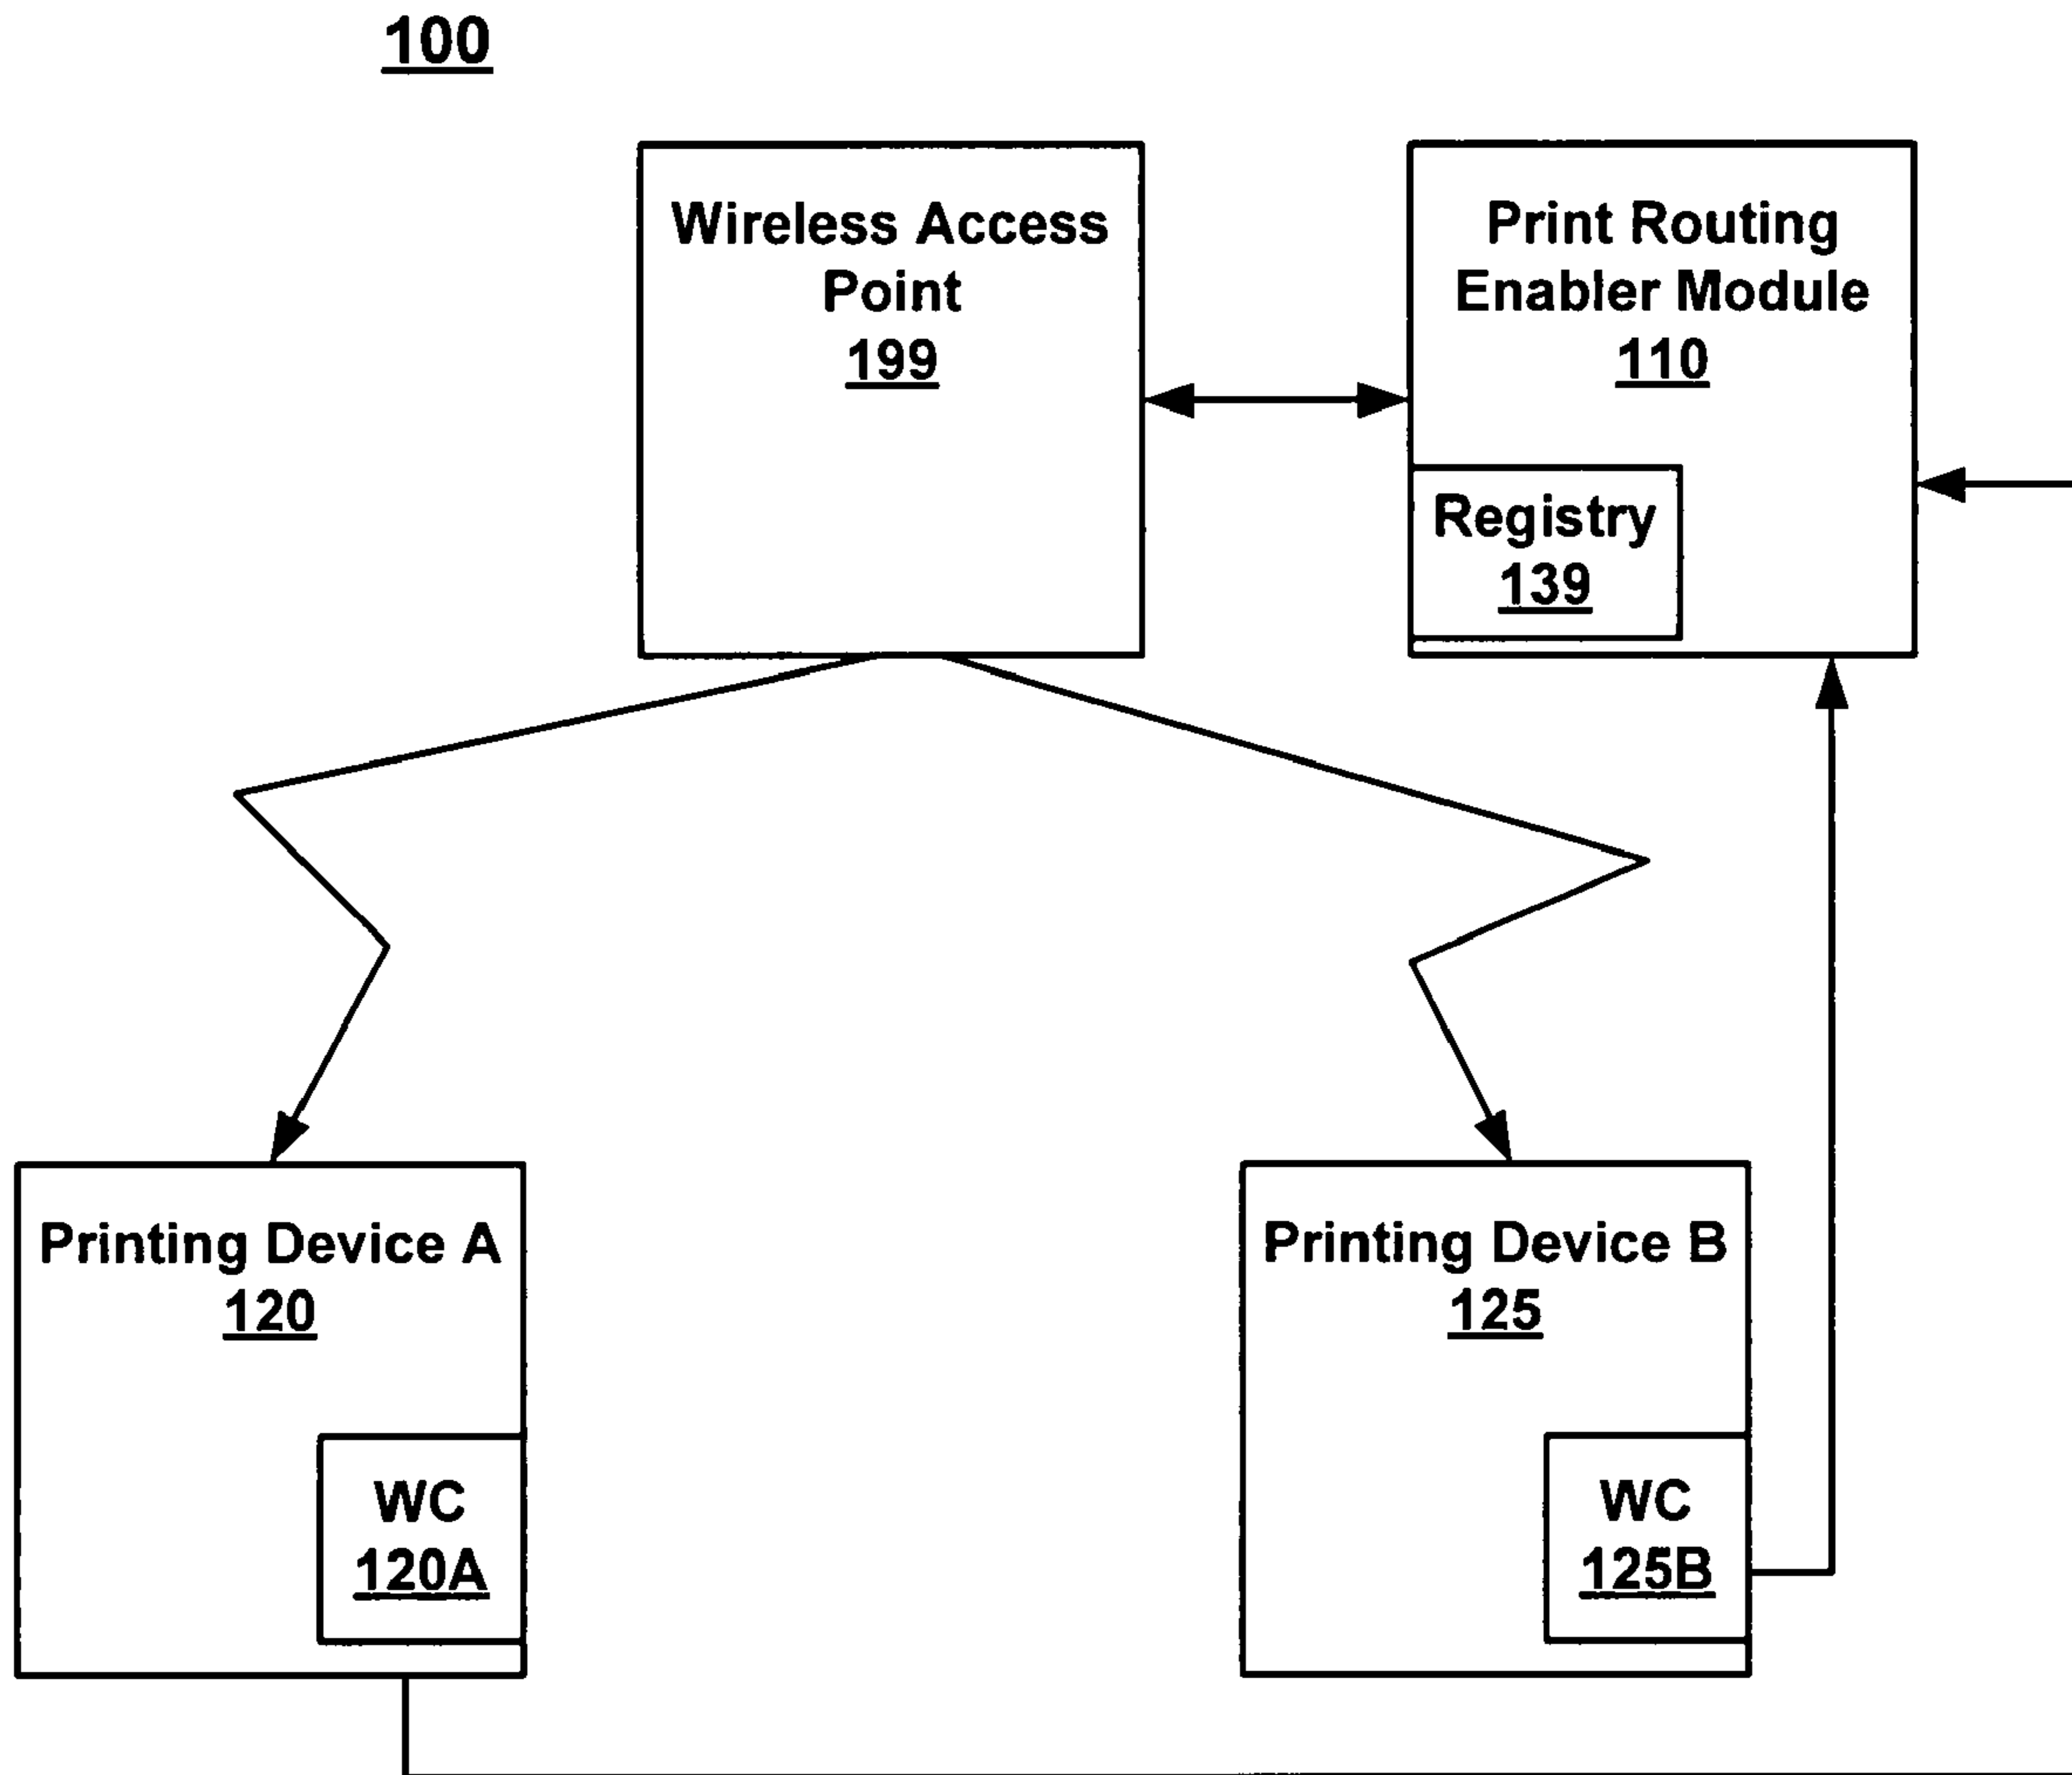 100
Wireless Access
Point
199
Print Routing
Enabler Module
110
Registry
139
Printing Device A
120
WC
120A
Printing Device B
125
WC
125B